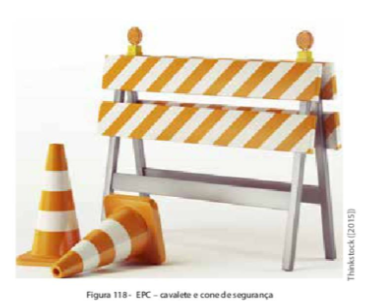 Thinkstock ([2015])
Figura 118 - EPC – cavalete e cone de segurança